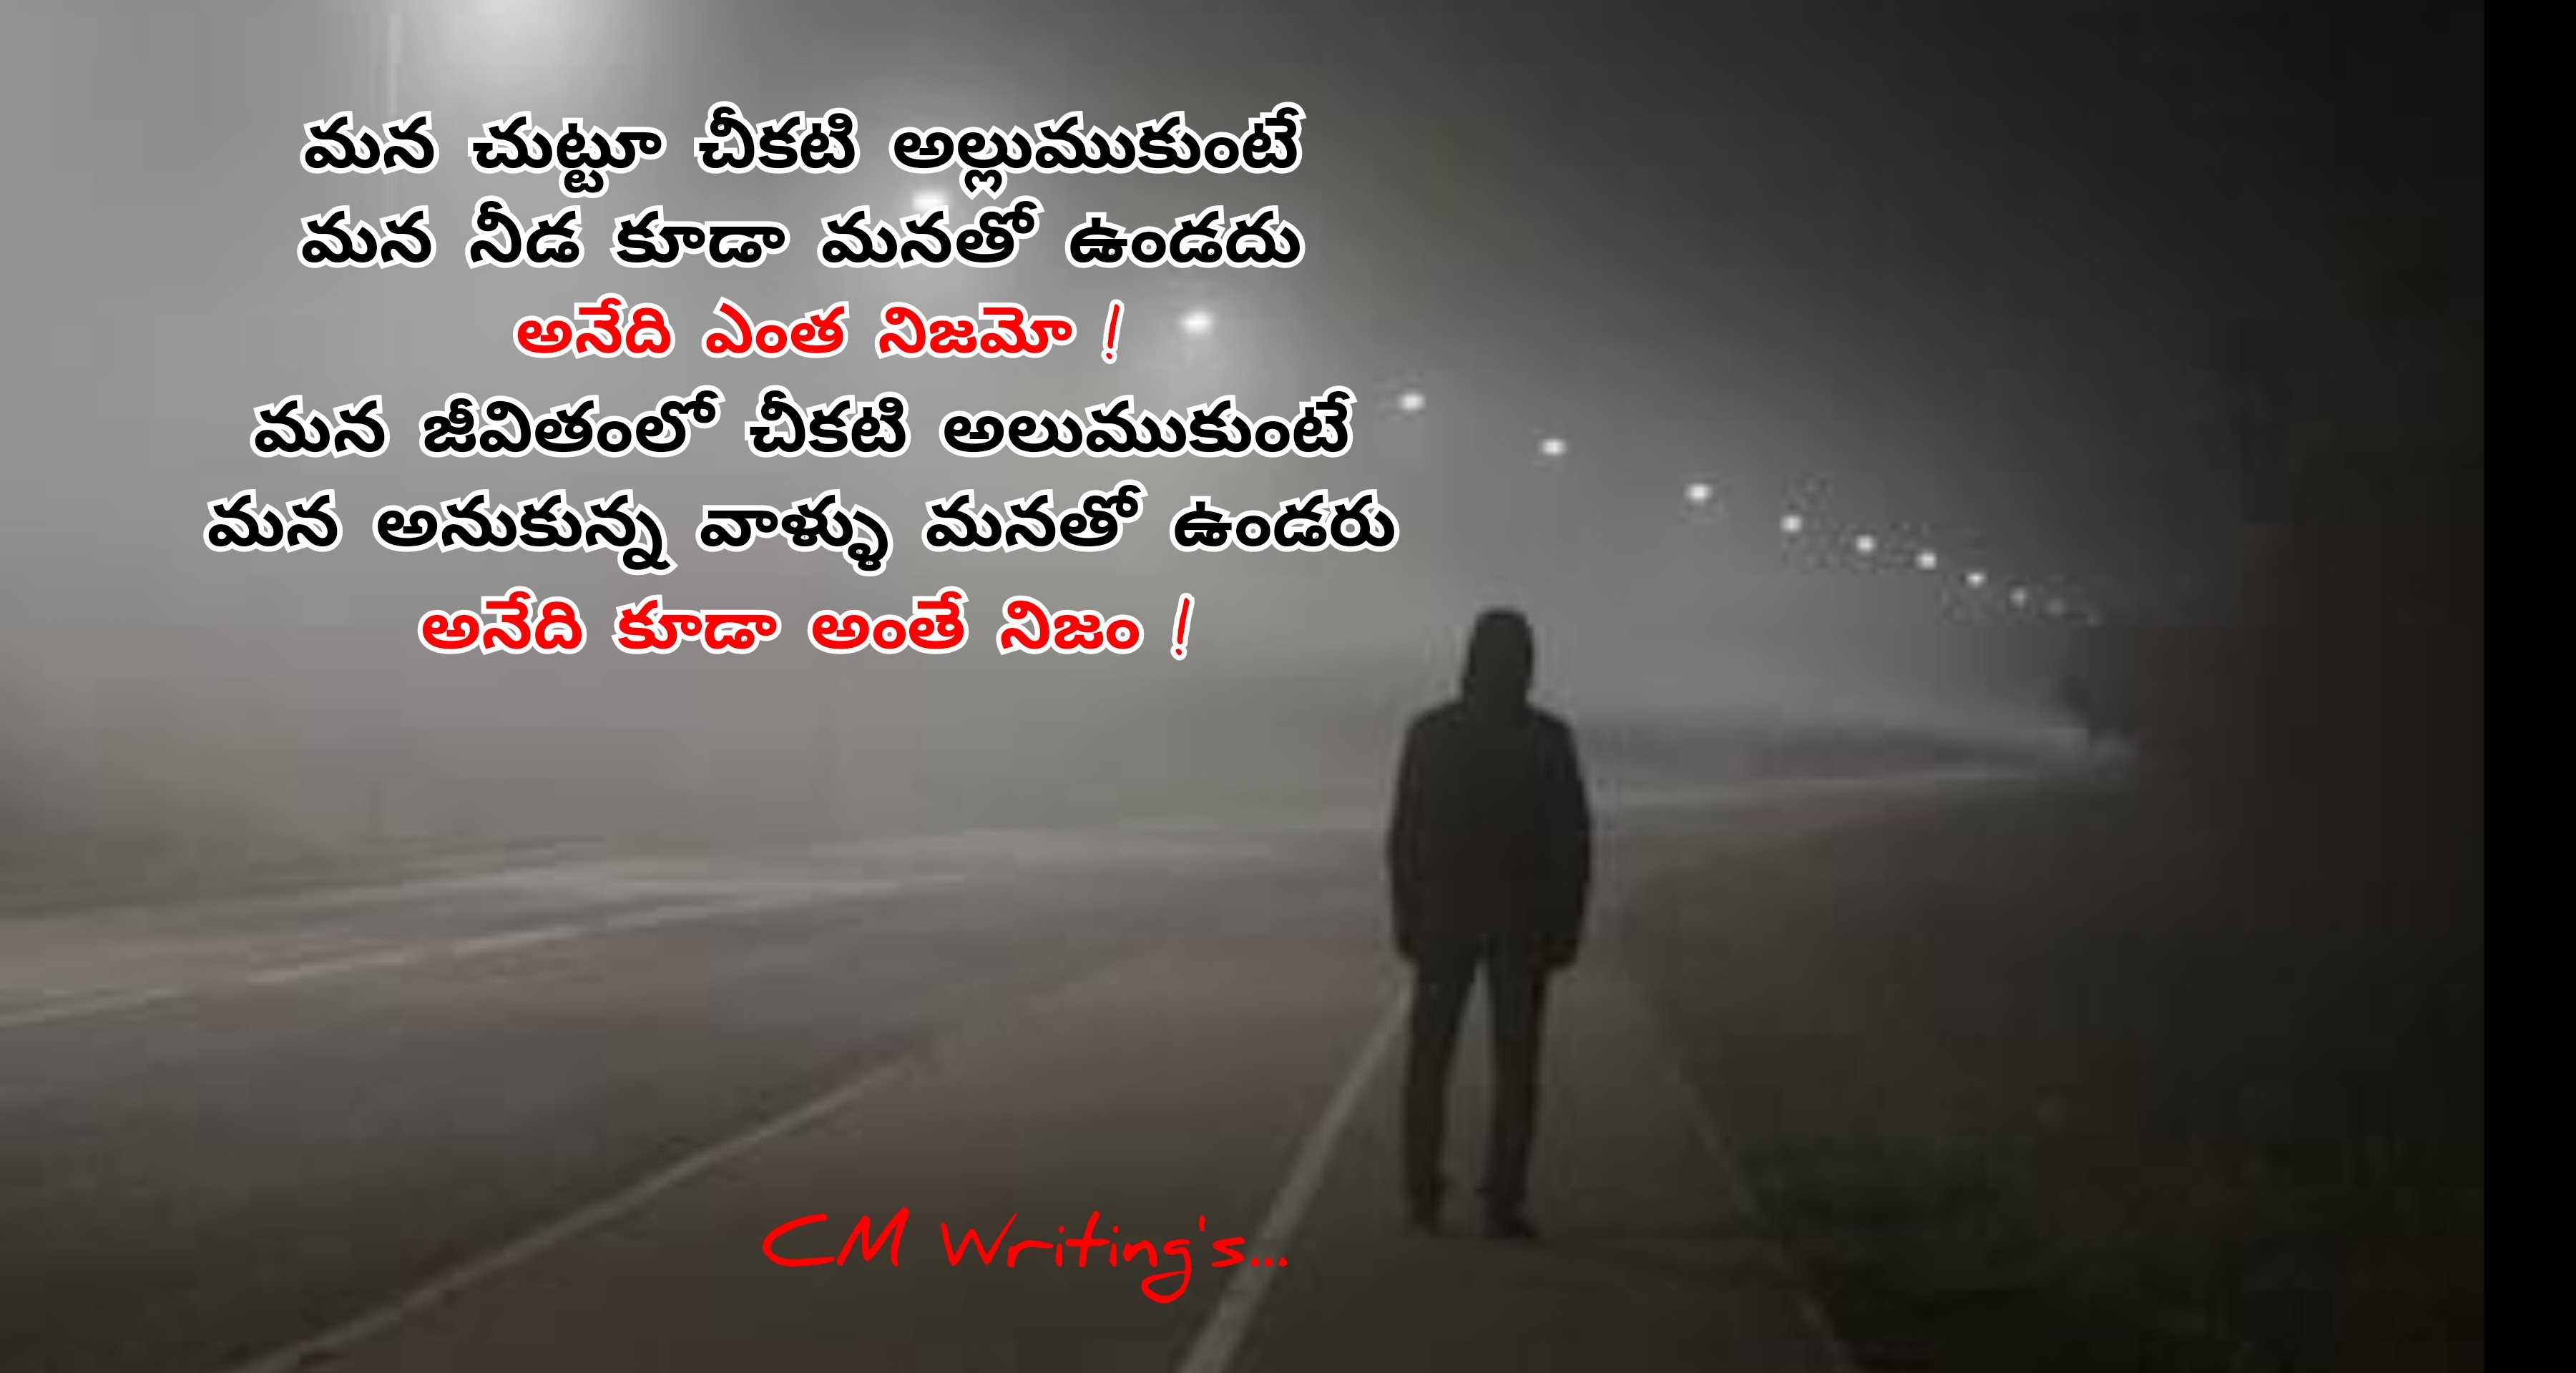 మన చుట్టూ చీకటి అల్లుముకుంటే
మన నీడ కూడా మనతో ఉండదు
అనేది ఎంత నిజమో !
మన జీవితంలో చీకటి అలుముకుంటే
మన అనుకున్న వాళ్ళు మనతో ఉండరు
అనేది కూడా అంతే నిజం !
CM Writing's...